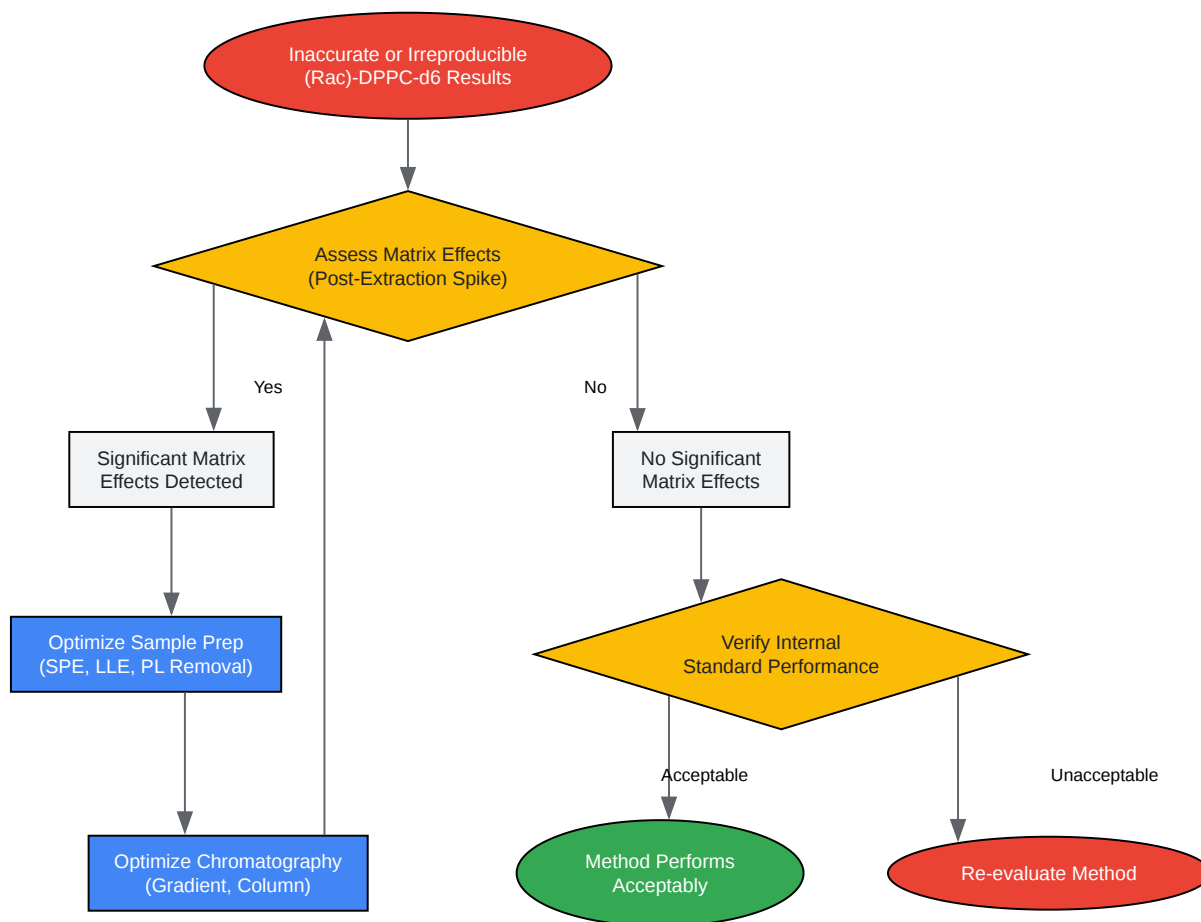 Inaccurate or Irreproducible
(Rac)-DPPC-d6 Results
Assess Matrix Effects
(Post-Extraction Spike)
Yes
No
Significant Matrix
Effects Detected
No Significant
Matrix Effects
Optimize Sample Prep
(SPE, LLE, PL Removal)
Verify Internal
Standard Performance
Acceptable
Unacceptable
Optimize Chromatography
(Gradient, Column)
Method Performs
Acceptably
Re-evaluate Method